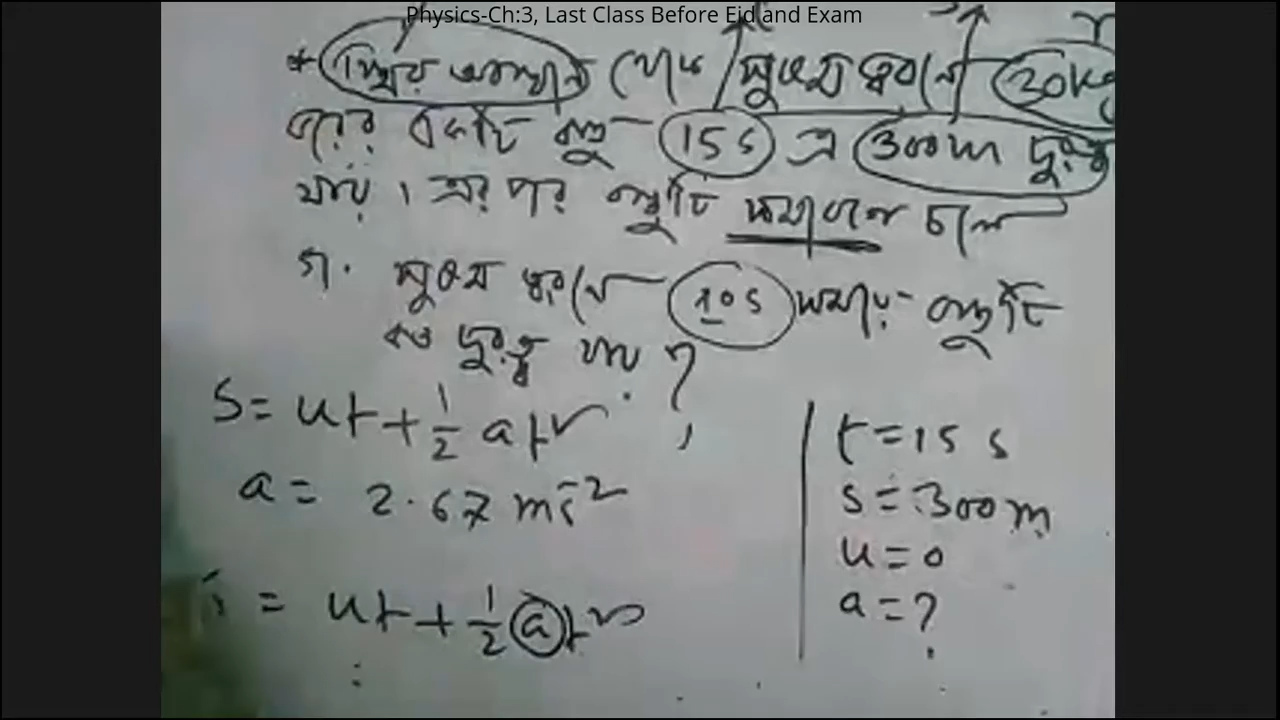 Physics-Ch:3, Last Class Before Eid and Exam
* স্থির অবস্থান থেকে সুষম ত্বরণে 30kg
ভরের একটি বস্তু 15 s এ 300m দূরত্ব
যায়। এর পর বস্তুটি সমবেগে চলে
গ. সুষম ত্বরণে 10s সময়ে বস্তুটি
কত দূরত্ব যায় ?
S = ut + 1/2 at²
a = 2.67 ms⁻²
t = 15 s
s = 300m
u = 0
a = ?
s = ut + 1/2 at²